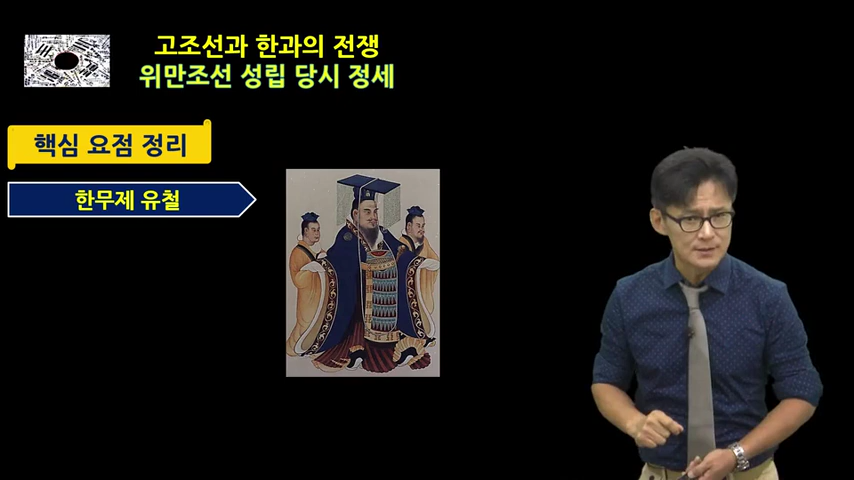 고조선과 한과의 전쟁
위만조선 성립 당시 정세
핵심 요점 정리
한무제 유철